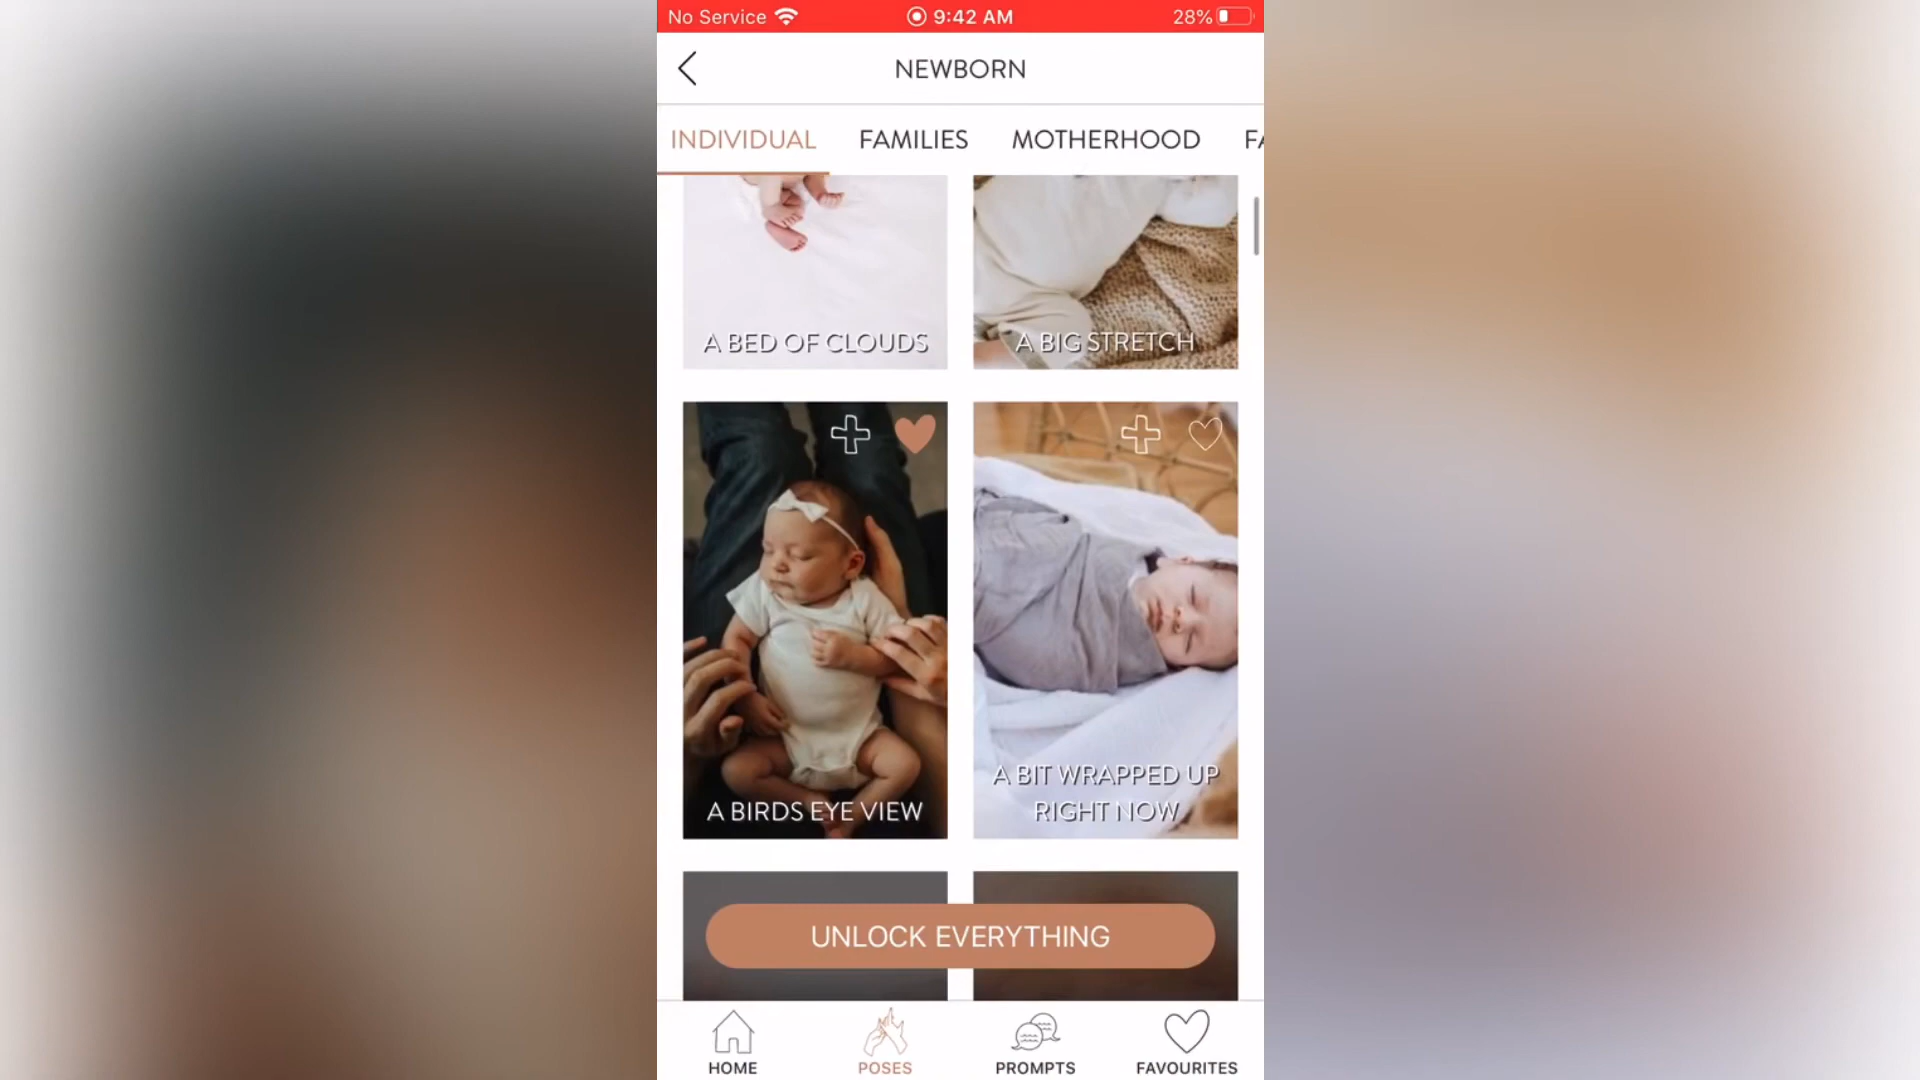 No Service 9:42 AM 28%
NEWBORN
INDIVIDUAL FAMILIES MOTHERHOOD FA
A BED OF CLOUDS A BIG STRETCH
A BIRDS EYE VIEW
A BIT WRAPPED UP
RIGHT NOW
UNLOCK EVERYTHING
HOME POSES PROMPTS FAVOURITES